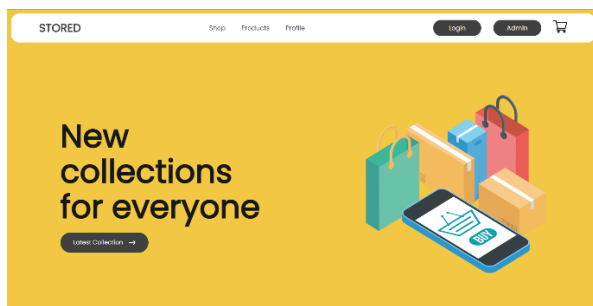 STORED
Shop Products Profile
Login Admin
New
collections
for everyone
Latest Collection →
BUY